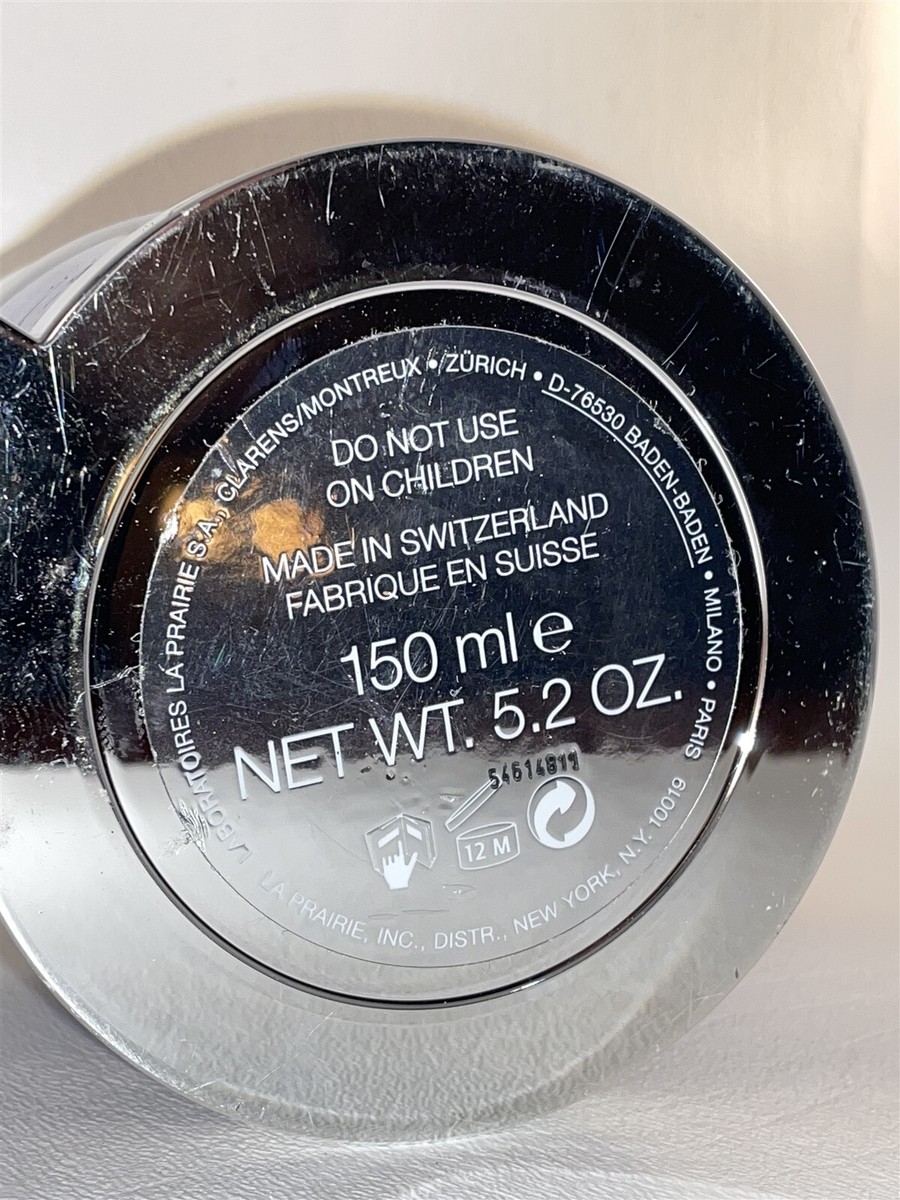 LABORATOIRES LA PRAIRIE S.A., CLARENS/MONTREUX • ZÜRICH • D-76530 BADEN-BADEN • MILANO • PARIS
DO NOT USE
ON CHILDREN
MADE IN SWITZERLAND
FABRIQUE EN SUISSE
150 ml e
NET WT. 5.2 OZ.
12 M
LA PRAIRIE, INC., DISTR., NEW YORK, N.Y. 10019